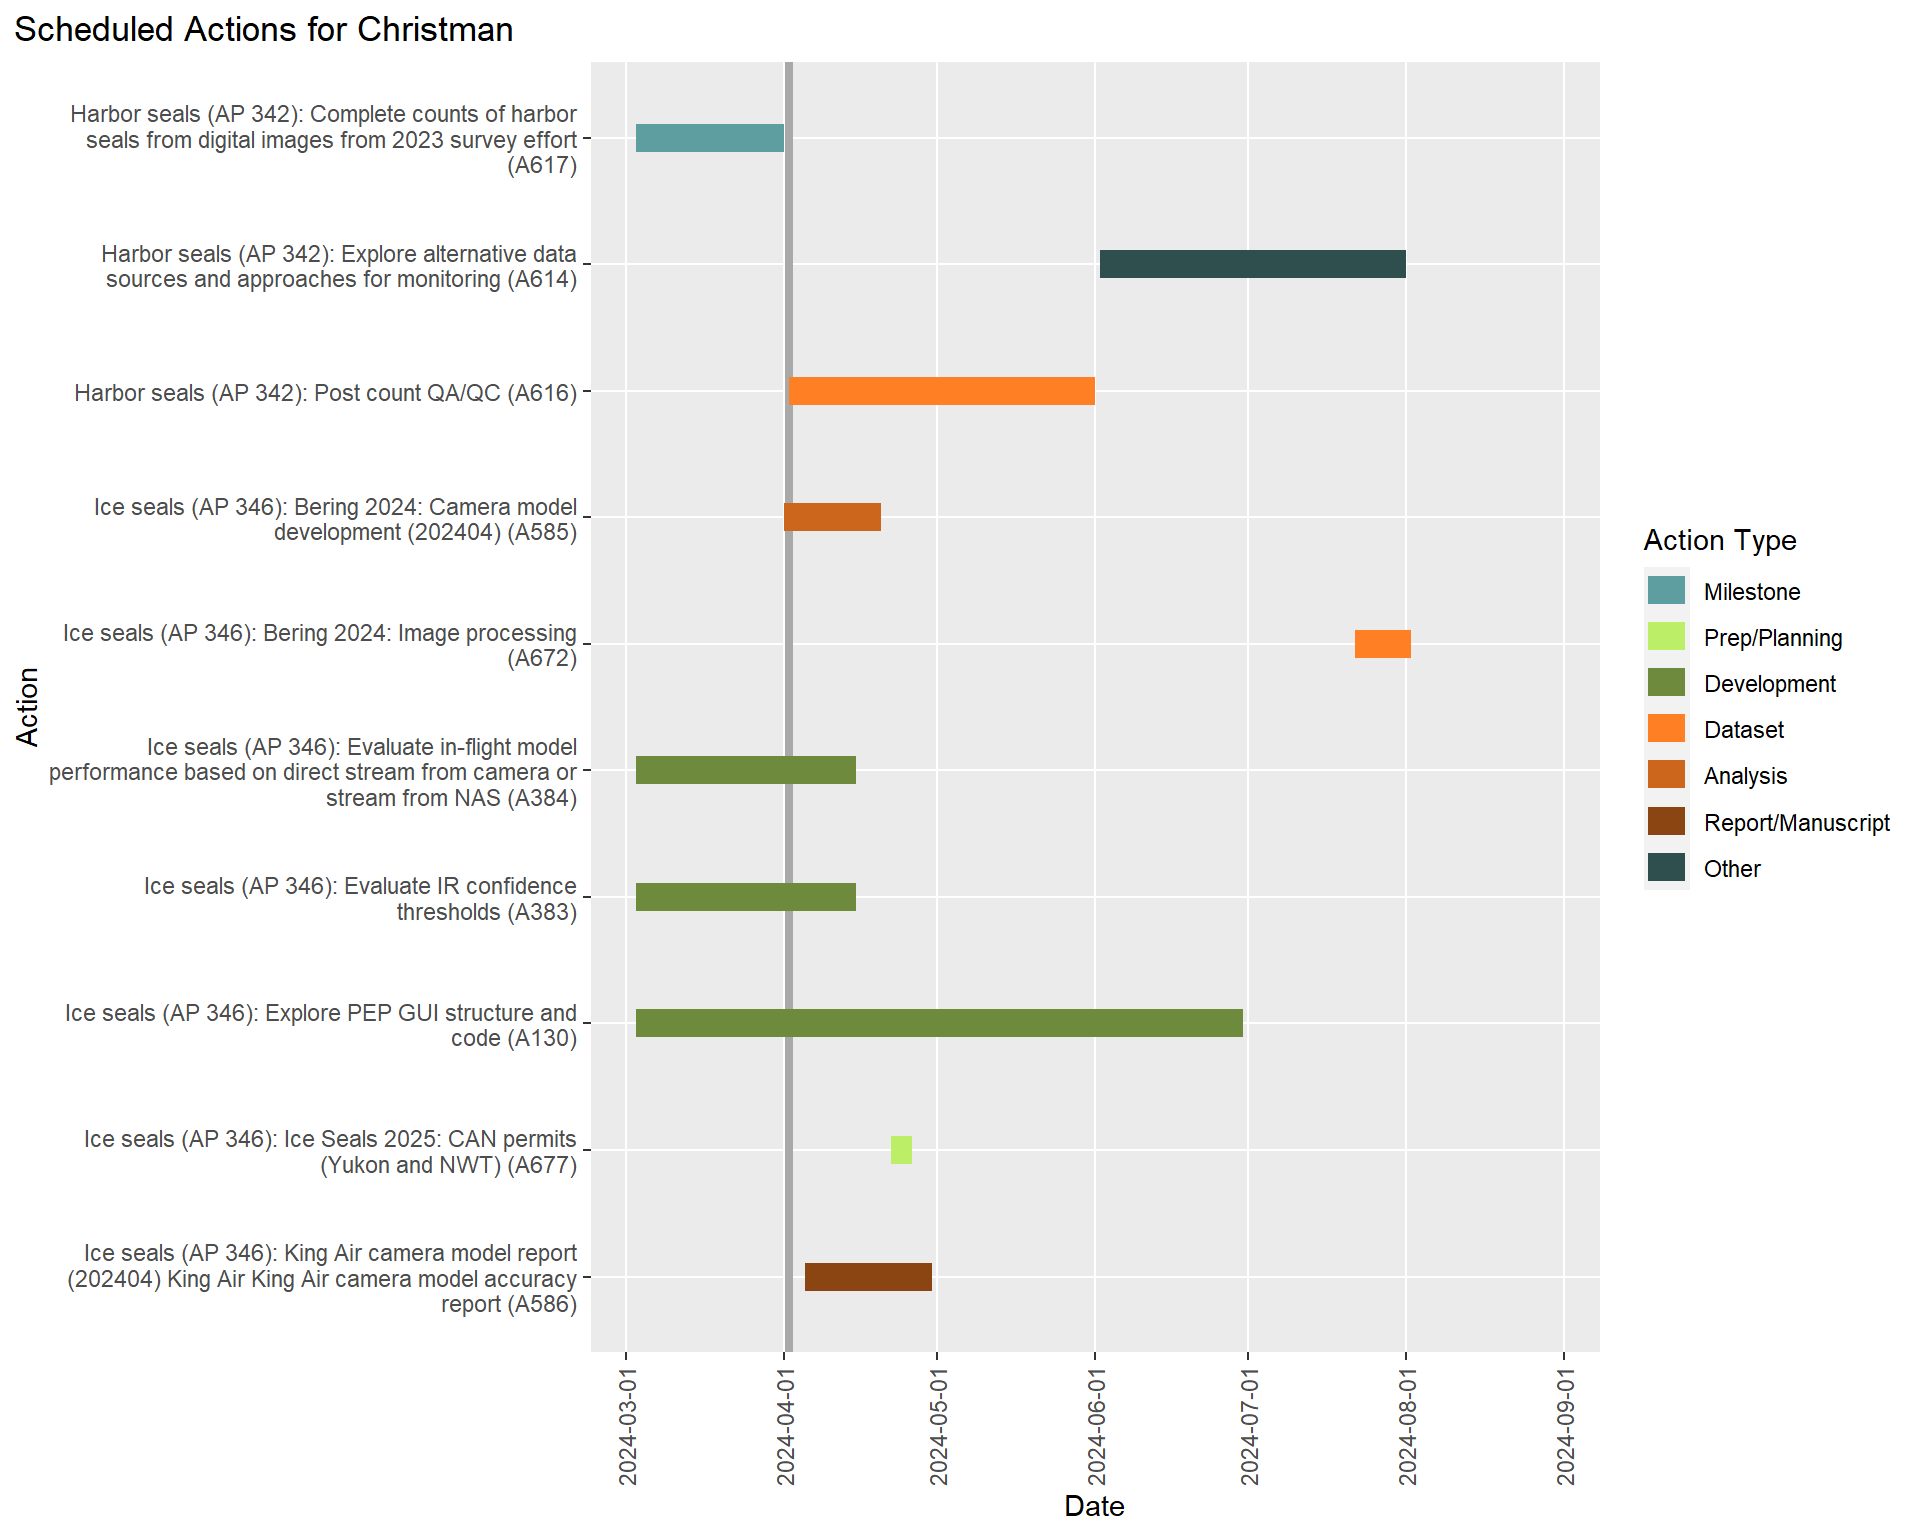 Scheduled Actions for Christman
Harbor seals (AP 342): Complete counts of harbor
seals from digital images from 2023 survey effort
(A617)
Harbor seals (AP 342): Explore alternative data
sources and approaches for monitoring (A614)
Harbor seals (AP 342): Post count QA/QC (A616)
Ice seals (AP 346): Bering 2024: Camera model
development (202404) (A585)
Ice seals (AP 346): Bering 2024: Image processing
(A672)
Ice seals (AP 346): Evaluate in-flight model
performance based on direct stream from camera or
stream from NAS (A384)
Ice seals (AP 346): Evaluate IR confidence
thresholds (A383)
Ice seals (AP 346): Explore PEP GUI structure and
code (A130)
Ice seals (AP 346): Ice Seals 2025: CAN permits
(Yukon and NWT) (A677)
Ice seals (AP 346): King Air camera model report
(202404) King Air King Air camera model accuracy
report (A586)
Action
2024-03-01
2024-04-01
2024-05-01
2024-06-01
2024-07-01
2024-08-01
2024-09-01
Date
Action Type
Milestone
Prep/Planning
Development
Dataset
Analysis
Report/Manuscript
Other